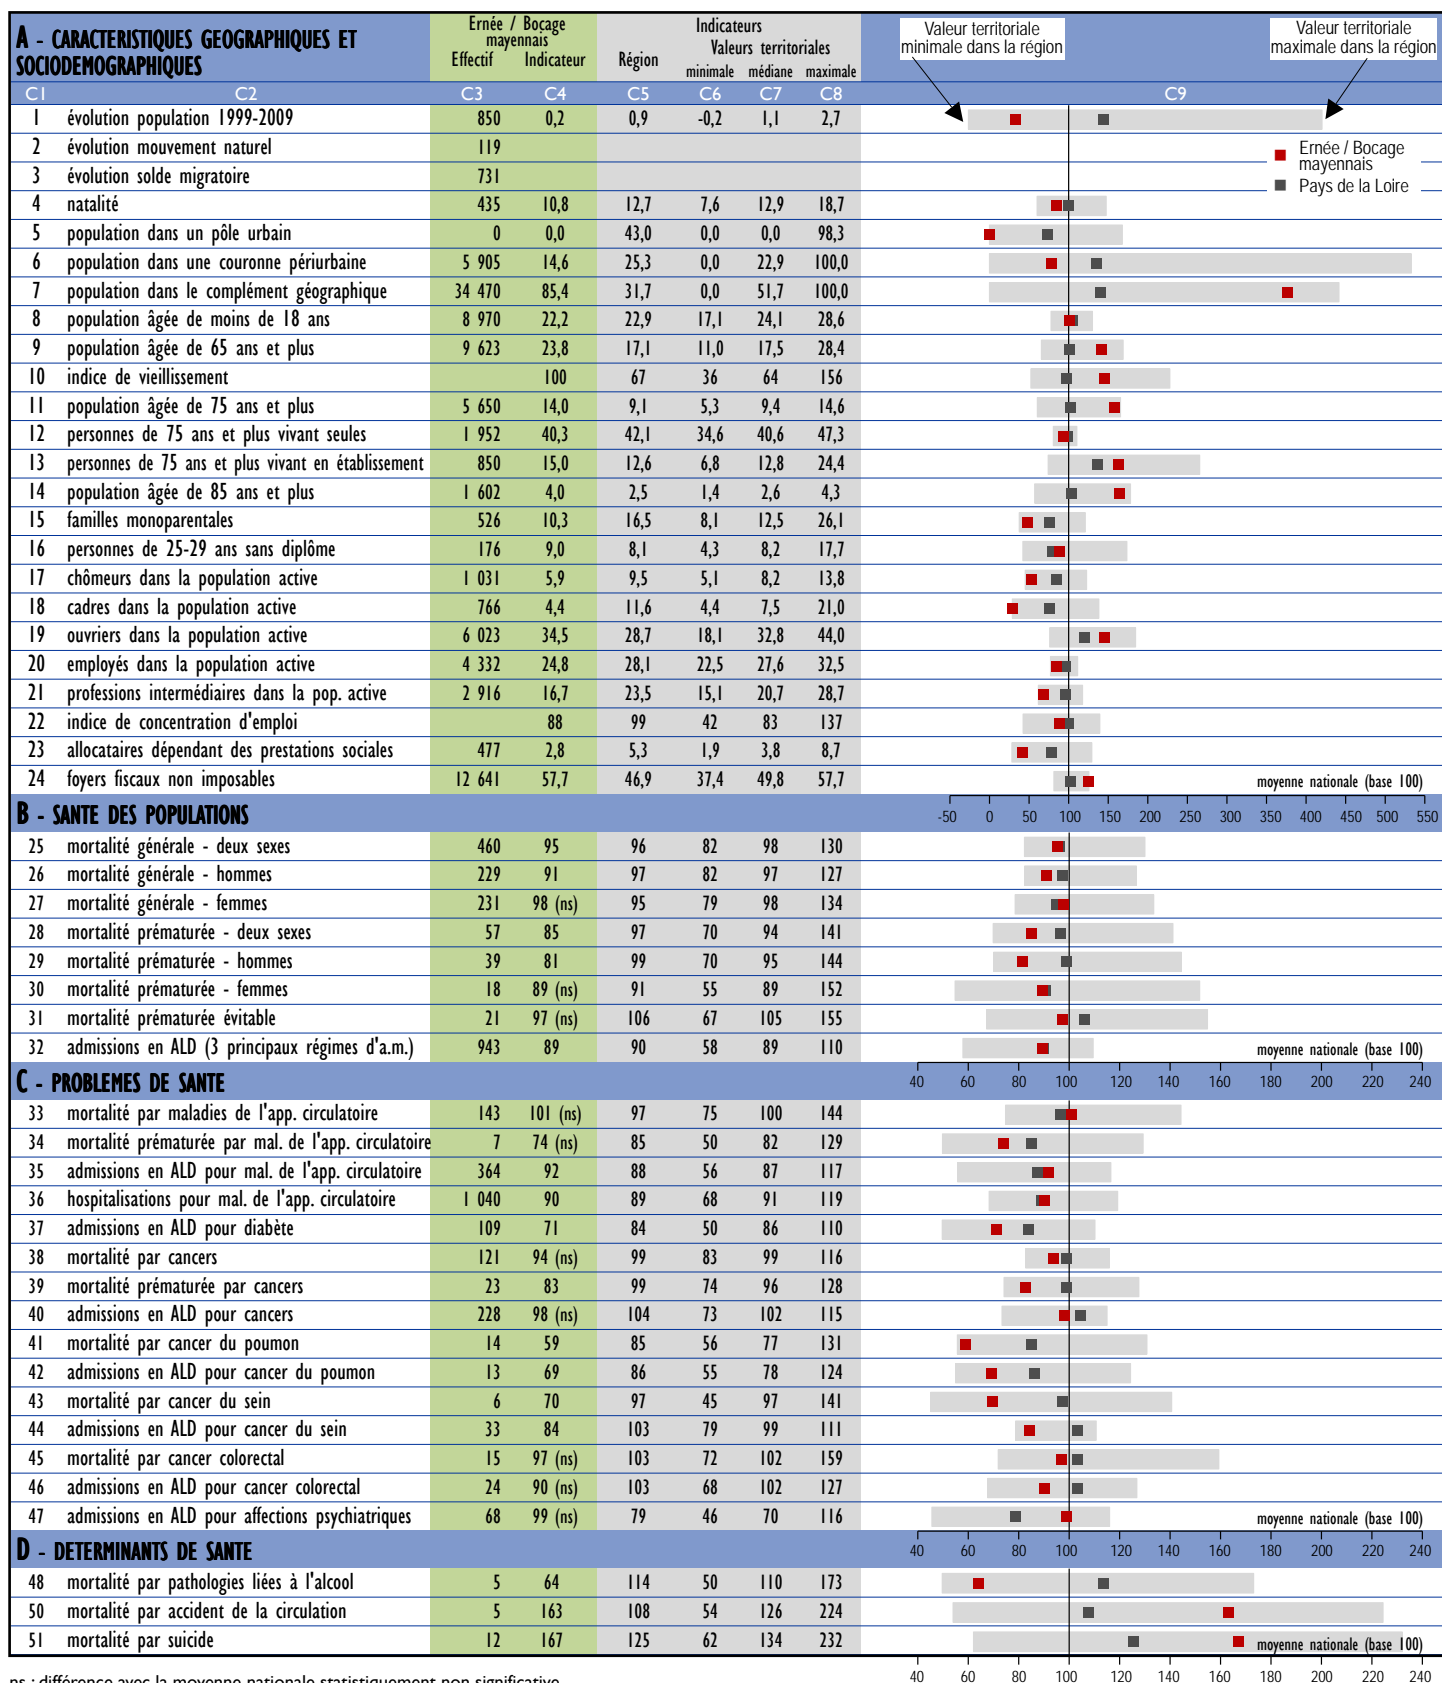 A - CARACTERISTIQUES GEOGRAPHIQUES ET SOCIODEMOGRAPHIQUES
Ernée / Bocage mayennais
Indicateurs
Valeurs territoriales
Effectif Indicateur Région minimale médiane maximale
Valeur territoriale minimale dans la région
Valeur territoriale maximale dans la région
C1 C2 C3 C4 C5 C6 C7 C8 C9
1 évolution population 1999-2009 850 0,2 0,9 -0,2 1,1 2,7
2 évolution mouvement naturel 119
3 évolution solde migratoire 731
Ernée / Bocage mayennais
Pays de la Loire
4 natalité 435 10,8 12,7 7,6 12,9 18,7
5 population dans un pôle urbain 0 0,0 43,0 0,0 0,0 98,3
6 population dans une couronne périurbaine 5 905 14,6 25,3 0,0 22,9 100,0
7 population dans le complément géographique 34 470 85,4 31,7 0,0 51,7 100,0
8 population âgée de moins de 18 ans 8 970 22,2 22,9 17,1 24,1 28,6
9 population âgée de 65 ans et plus 9 623 23,8 17,1 11,0 17,5 28,4
10 indice de vieillissement 100 67 36 64 156
11 population âgée de 75 ans et plus 5 650 14,0 9,1 5,3 9,4 14,6
12 personnes de 75 ans et plus vivant seules 1 952 40,3 42,1 34,6 40,6 47,3
13 personnes de 75 ans et plus vivant en établissement 850 15,0 12,6 6,8 12,8 24,4
14 population âgée de 85 ans et plus 1 602 4,0 2,5 1,4 2,6 4,3
15 familles monoparentales 526 10,3 16,5 8,1 12,5 26,1
16 personnes de 25-29 ans sans diplôme 176 9,0 8,1 4,3 8,2 17,7
17 chômeurs dans la population active 1 031 5,9 9,5 5,1 8,2 13,8
18 cadres dans la population active 766 4,4 11,6 4,4 7,5 21,0
19 ouvriers dans la population active 6 023 34,5 28,7 18,1 32,8 44,0
20 employés dans la population active 4 332 24,8 28,1 22,5 27,6 32,5
21 professions intermédiaires dans la pop. active 2 916 16,7 23,5 15,1 20,7 28,7
22 indice de concentration d'emploi 88 99 42 83 137
23 allocataires dépendant des prestations sociales 477 2,8 5,3 1,9 3,8 8,7
24 foyers fiscaux non imposables 12 641 57,7 46,9 37,4 49,8 57,7 moyenne nationale (base 100)
B - SANTE DES POPULATIONS
-50 0 50 100 150 200 250 300 350 400 450 500 550
25 mortalité générale - deux sexes 460 95 96 82 98 130
26 mortalité générale - hommes 229 91 97 82 97 127
27 mortalité générale - femmes 231 98 (ns) 95 79 98 134
28 mortalité prématurée - deux sexes 57 85 97 70 94 141
29 mortalité prématurée - hommes 39 81 99 70 95 144
30 mortalité prématurée - femmes 18 89 (ns) 91 55 89 152
31 mortalité prématurée évitable 21 97 (ns) 106 67 105 155
32 admissions en ALD (3 principaux régimes d'a.m.) 943 89 90 58 89 110 moyenne nationale (base 100)
C - PROBLEMES DE SANTE
40 60 80 100 120 140 160 180 200 220 240
33 mortalité par maladies de l'app. circulatoire 143 101 (ns) 97 75 100 144
34 mortalité prématurée par mal. de l'app. circulatoire 7 74 (ns) 85 50 82 129
35 admissions en ALD pour mal. de l'app. circulatoire 364 92 88 56 87 117
36 hospitalisations pour mal. de l'app. circulatoire 1 040 90 89 68 91 119
37 admissions en ALD pour diabète 109 71 84 50 86 110
38 mortalité par cancers 121 94 (ns) 99 83 99 116
39 mortalité prématurée par cancers 23 83 99 74 96 128
40 admissions en ALD pour cancers 228 98 (ns) 104 73 102 115
41 mortalité par cancer du poumon 14 59 85 56 77 131
42 admissions en ALD pour cancer du poumon 13 69 86 55 78 124
43 mortalité par cancer du sein 6 70 97 45 97 141
44 admissions en ALD pour cancer du sein 33 84 103 79 99 111
45 mortalité par cancer colorectal 15 97 (ns) 103 72 102 159
46 admissions en ALD pour cancer colorectal 24 90 (ns) 103 68 102 127
47 admissions en ALD pour affections psychiatriques 68 99 (ns) 79 46 70 116 moyenne nationale (base 100)
D - DETERMINANTS DE SANTE
40 60 80 100 120 140 160 180 200 220 240
48 mortalité par pathologies liées à l'alcool 5 64 114 50 110 173
50 mortalité par accident de la circulation 5 163 108 54 126 224
51 mortalité par suicide 12 167 125 62 134 232 moyenne nationale (base 100)
40 60 80 100 120 140 160 180 200 220 240
ns : différence avec la moyenne nationale statistiquement non significative